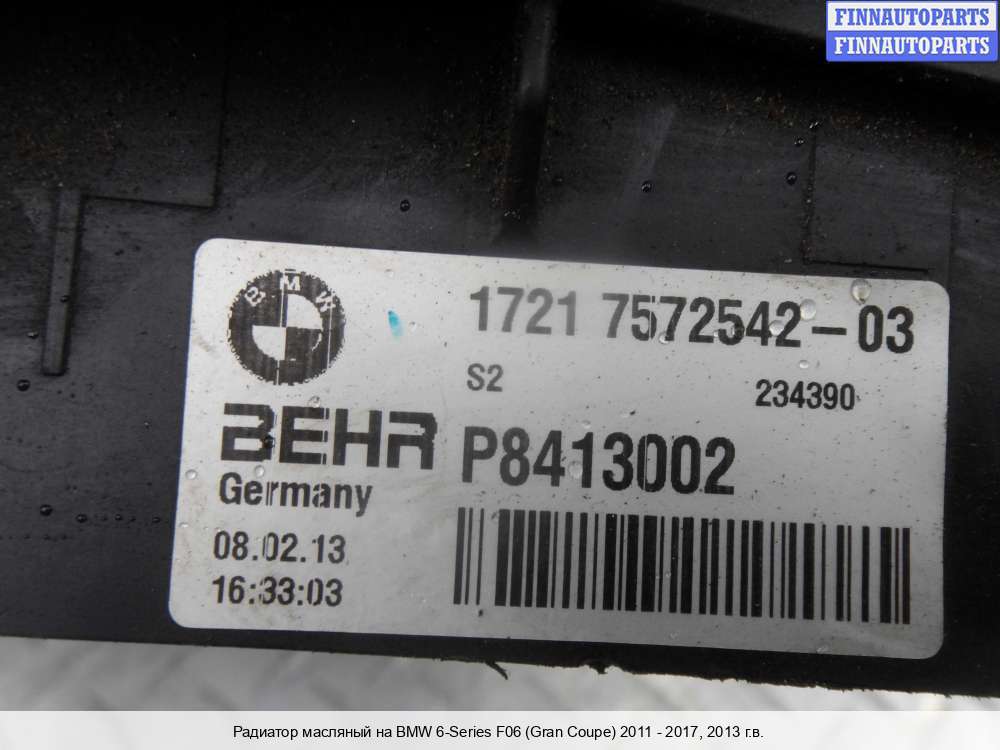 FINNAUTOPARTS
FINNAUTOPARTS
BMW
1721 7572542-03
S2 234390
BEHR P8413002
Germany
08.02.13
16:33:03
Радиатор масляный на BMW 6-Series F06 (Gran Coupe) 2011 - 2017, 2013 г.в.